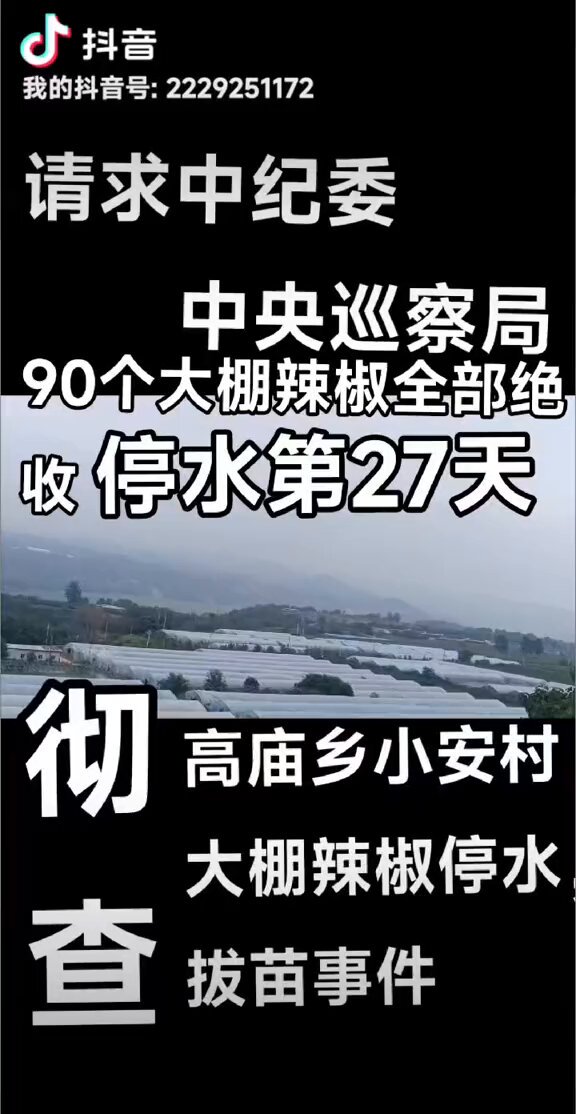 抖音
我的抖音号: 2229251172
请求中纪委
中央巡察局
90个大棚辣椒全部绝
收 停水第27天
彻 高庙乡小安村
大棚辣椒停水
查 拔苗事件